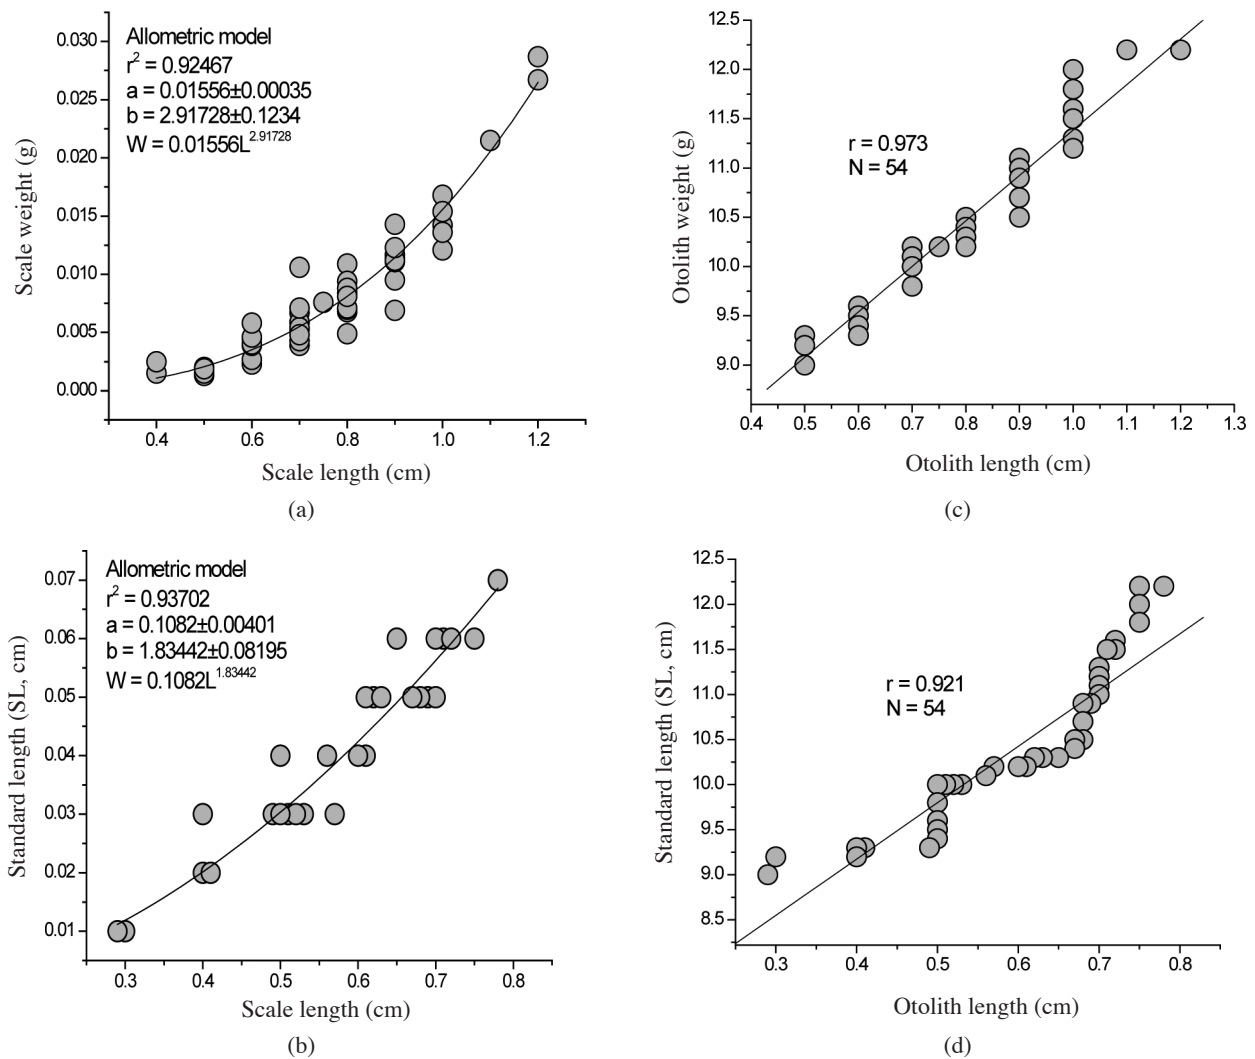 Allometric model
r² = 0.92467
a = 0.01556±0.00035
b = 2.91728±0.1234
W = 0.01556L^2.91728
0.030
0.025
0.020
0.015
0.010
0.005
0.000
Scale weight (g)
0.4 0.6 0.8 1.0 1.2
Scale length (cm)
(a)
12.5
12.0
11.5
11.0
10.5
10.0
9.5
9.0
Otolith weight (g)
r = 0.973
N = 54
0.4 0.5 0.6 0.7 0.8 0.9 1.0 1.1 1.2 1.3
Otolith length (cm)
(c)
Allometric model
r² = 0.93702
a = 0.1082±0.00401
b = 1.83442±0.08195
W = 0.1082L^1.83442
0.07
0.06
0.05
0.04
0.03
0.02
0.01
Standard length (SL, cm)
0.3 0.4 0.5 0.6 0.7 0.8
Scale length (cm)
(b)
12.5
12.0
11.5
11.0
10.5
10.0
9.5
9.0
8.5
Standard length (SL, cm)
r = 0.921
N = 54
0.3 0.4 0.5 0.6 0.7 0.8
Otolith length (cm)
(d)